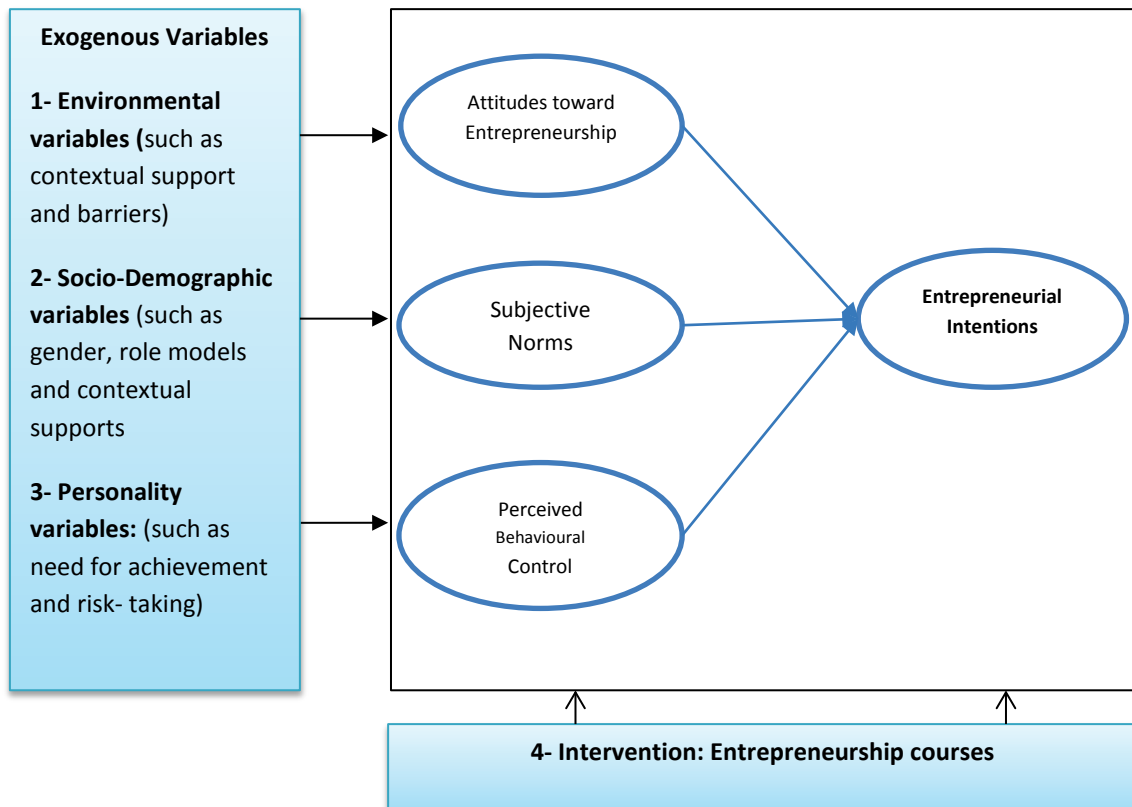 Exogenous Variables
1- Environmental
variables (such as
contextual support
and barriers)
2- Socio-Demographic
variables (such as
gender, role models
and contextual
supports
3- Personality
variables: (such as
need for achievement
and risk- taking)
Attitudes toward
Entrepreneurship
Subjective
Norms
Perceived
Behavioural
Control
Entrepreneurial
Intentions
4- Intervention: Entrepreneurship courses